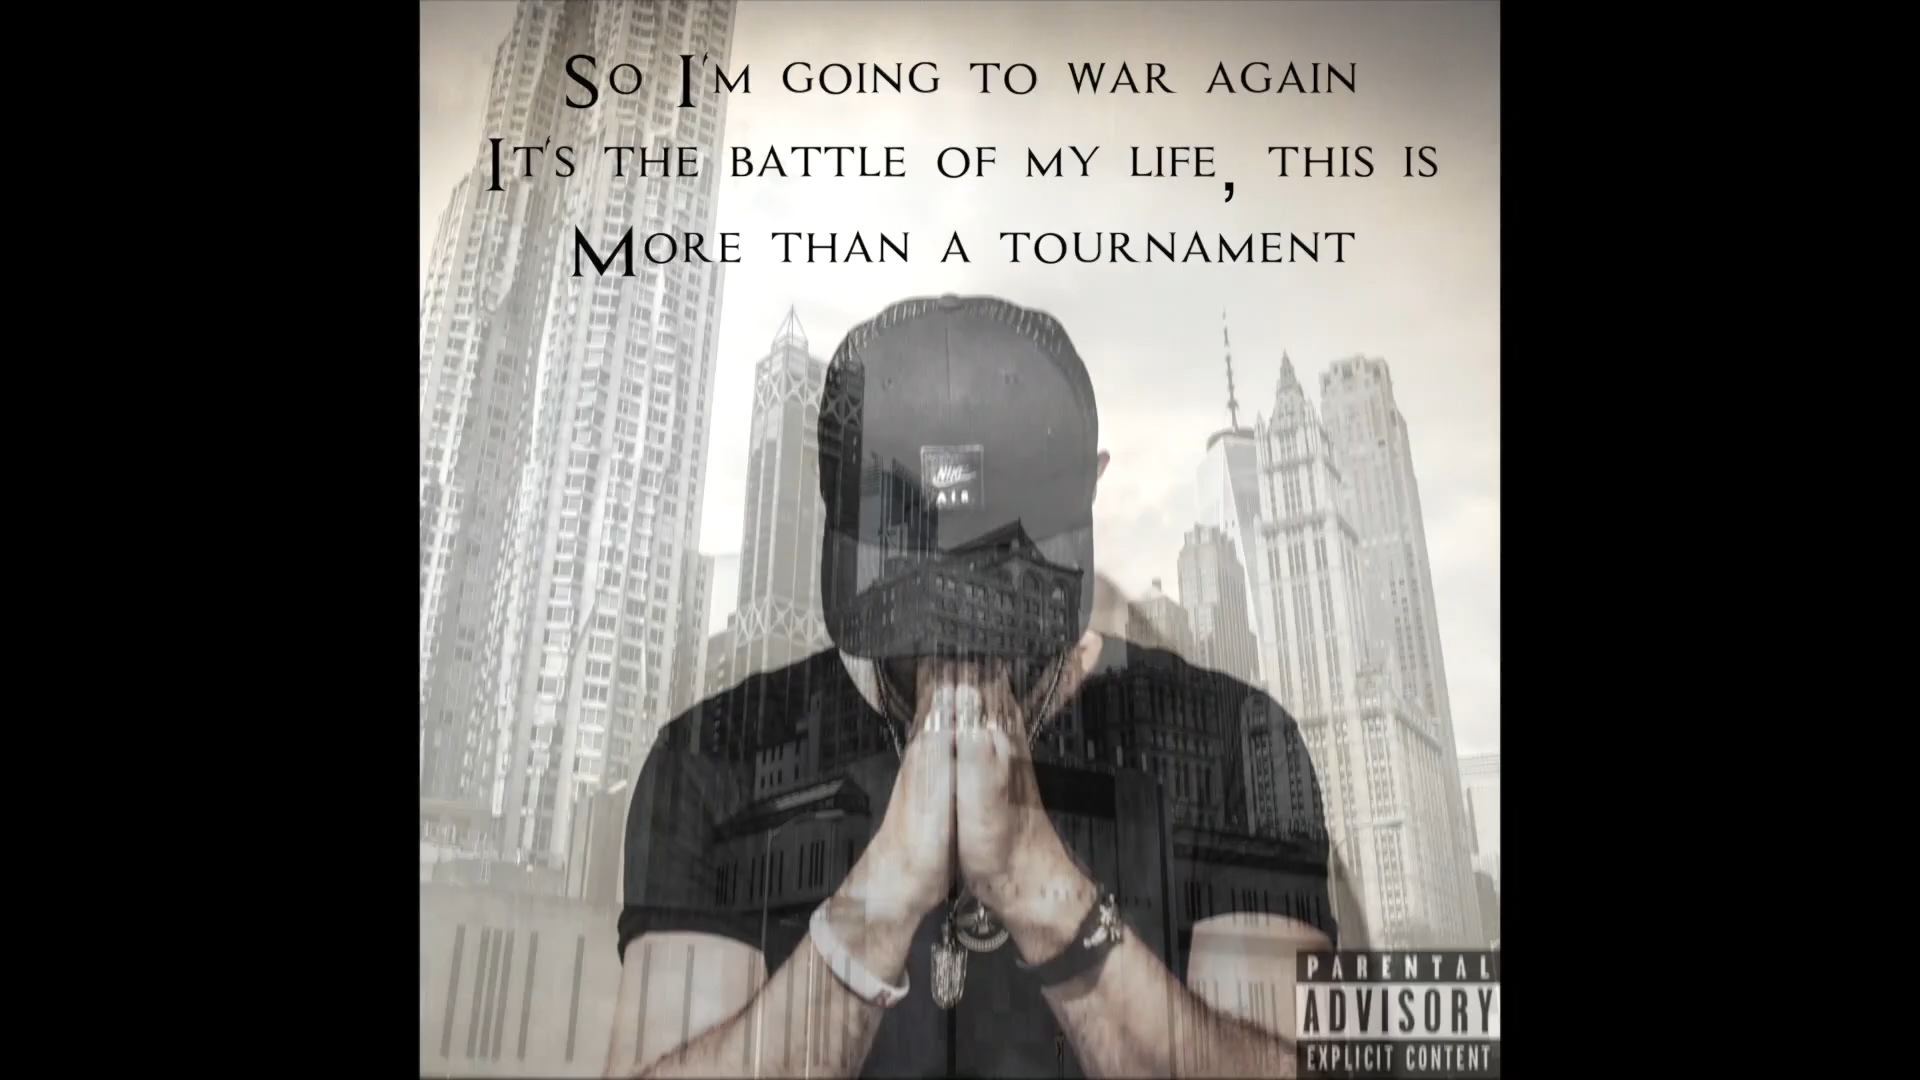 So I'm going to war again
It's the battle of my life, this is
More than a tournament
NIKE
AIR
PARENTAL
ADVISORY
EXPLICIT CONTENT